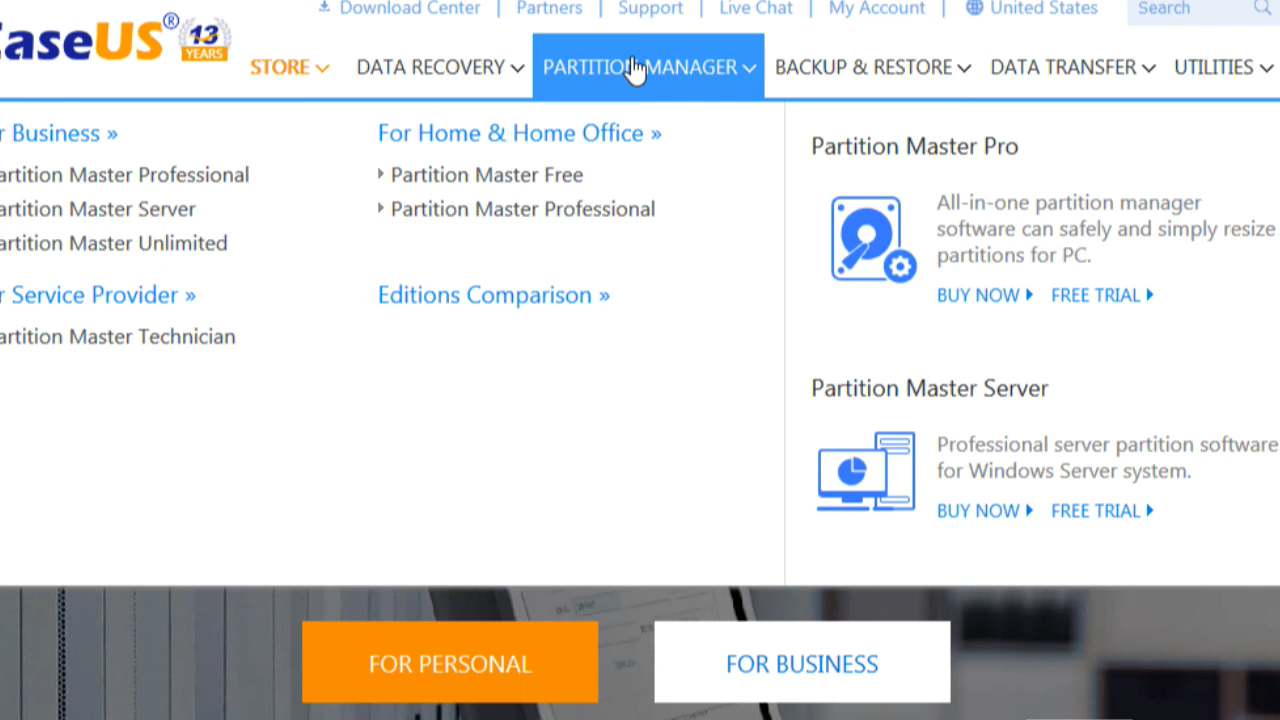 Download Center | Partners | Support | Live Chat | My Account | United States Search
aseUS® 13 YEARS
STORE DATA RECOVERY PARTITION MANAGER BACKUP & RESTORE DATA TRANSFER UTILITIES
r Business »
artition Master Professional
artition Master Server
artition Master Unlimited
r Service Provider »
artition Master Technician
For Home & Home Office »
Partition Master Free
Partition Master Professional
Editions Comparison »
Partition Master Pro
All-in-one partition manager
software can safely and simply resize
partitions for PC.
BUY NOW FREE TRIAL
Partition Master Server
Professional server partition software
for Windows Server system.
BUY NOW FREE TRIAL
FOR PERSONAL FOR BUSINESS